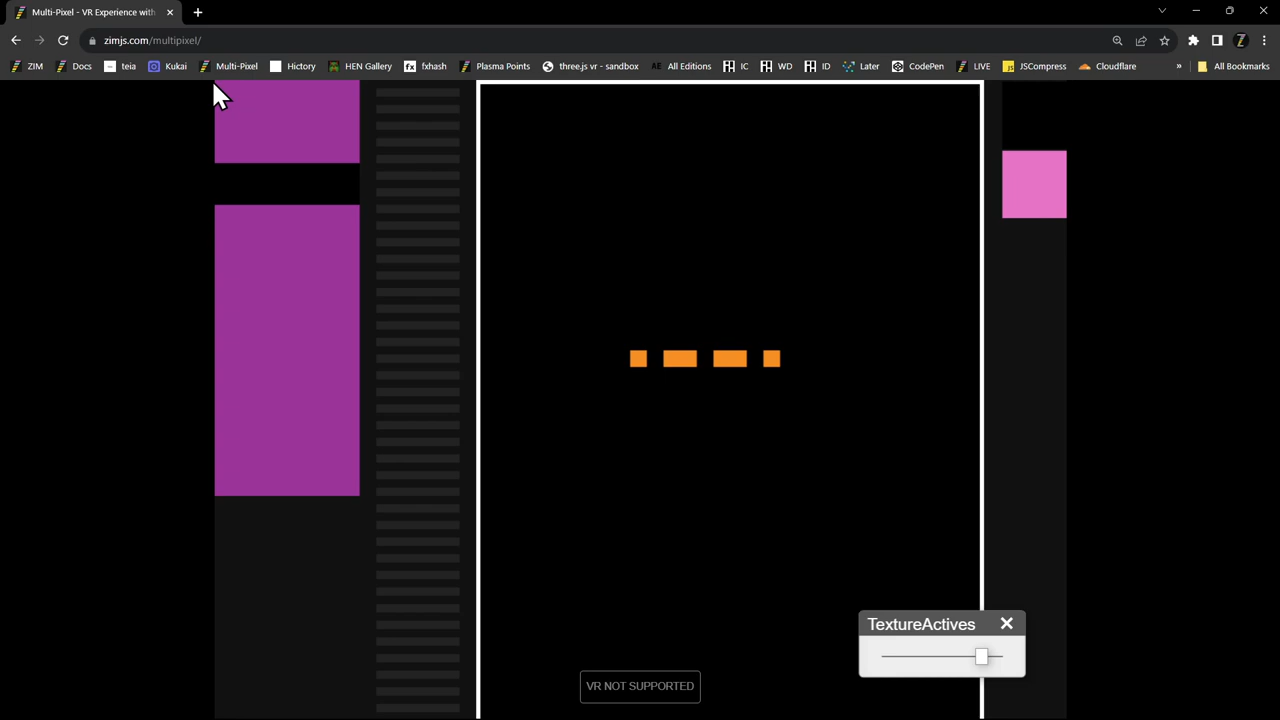 Multi-Pixel - VR Experience with
zimjs.com/multipixel/
ZIM Docs teia Kukai Multi-Pixel Hictory HEN Gallery fxhash Plasma Points three.js vr - sandbox All Editions IC WD ID Later CodePen LIVE JSCompress Cloudflare » All Bookmarks
TextureActives
VR NOT SUPPORTED